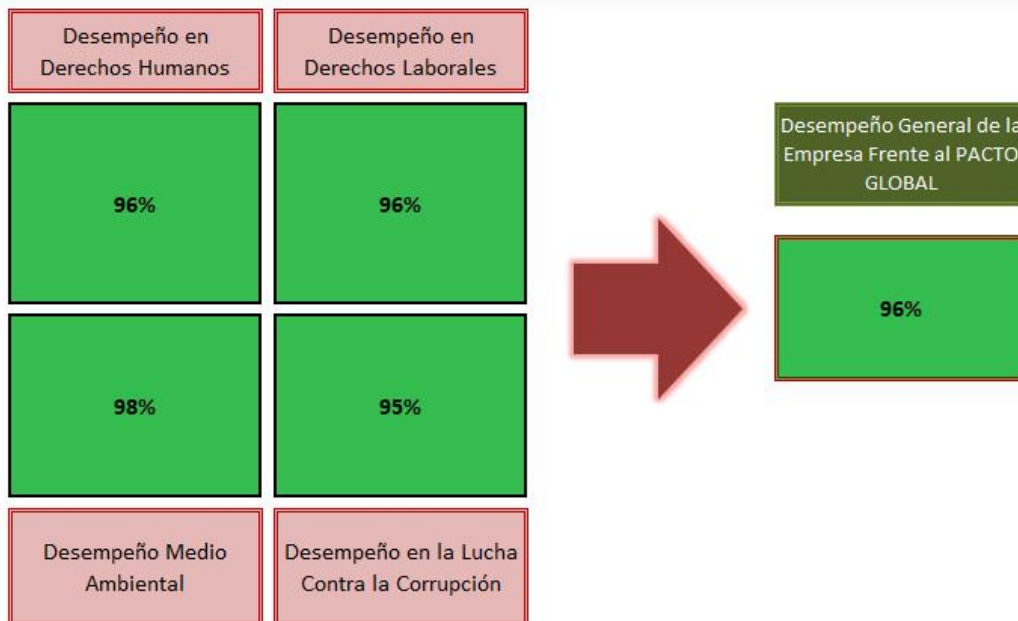 Desempeño en
Derechos Humanos
Desempeño en
Derechos Laborales
96%
96%
98%
95%
Desempeño Medio
Ambiental
Desempeño en la Lucha
Contra la Corrupción
Desempeño General de la
Empresa Frente al PACTO
GLOBAL
96%